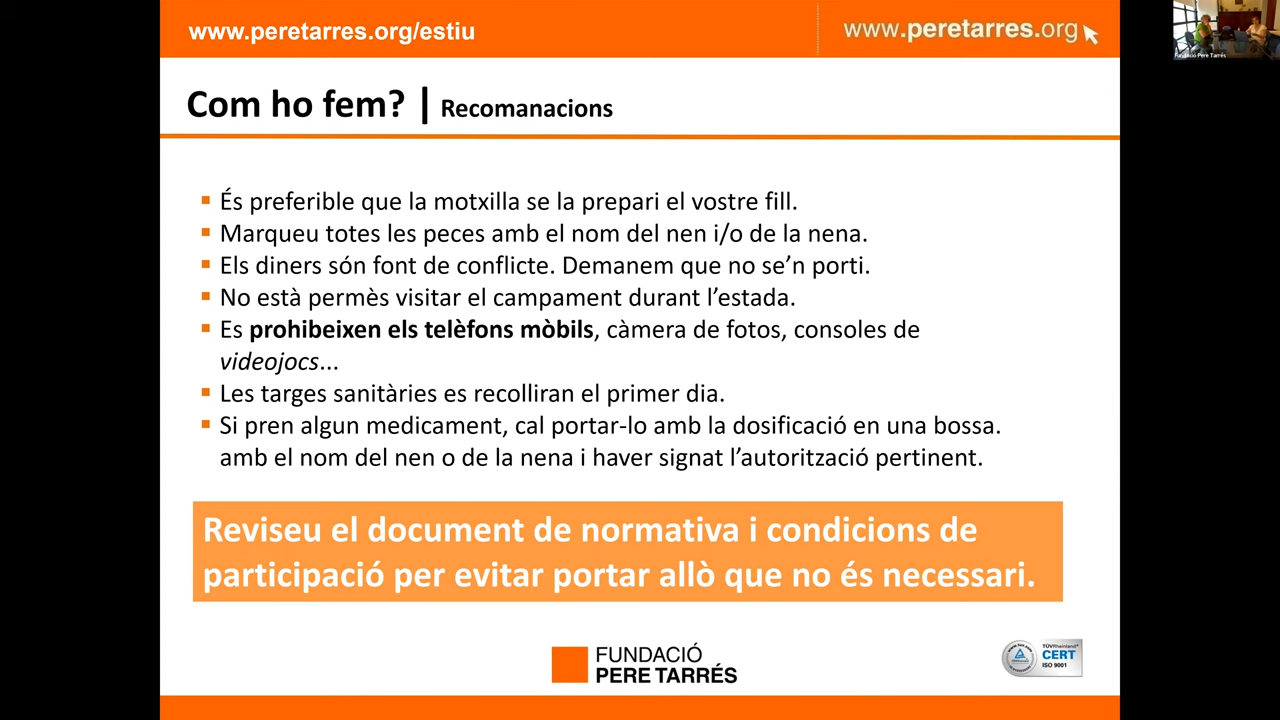 www.peretarres.org/estiu
www.peretarres.org
Fundació Pere Tarrés
Com ho fem? | Recomanacions
És preferible que la motxilla se la prepari el vostre fill.
Marqueu totes les peces amb el nom del nen i/o de la nena.
Els diners són font de conflicte. Demanem que no se’n porti.
No està permès visitar el campament durant l’estada.
Es prohibeixen els telèfons mòbils, càmera de fotos, consoles de
videojocs...
Les targes sanitàries es recolliran el primer dia.
Si pren algun medicament, cal portar-lo amb la dosificació en una bossa.
amb el nom del nen o de la nena i haver signat l’autorització pertinent.
Reviseu el document de normativa i condicions de
participació per evitar portar allò que no és necessari.
FUNDACIÓ
PERE TARRÉS
TÜVRheinland
CERT
ISO 9001